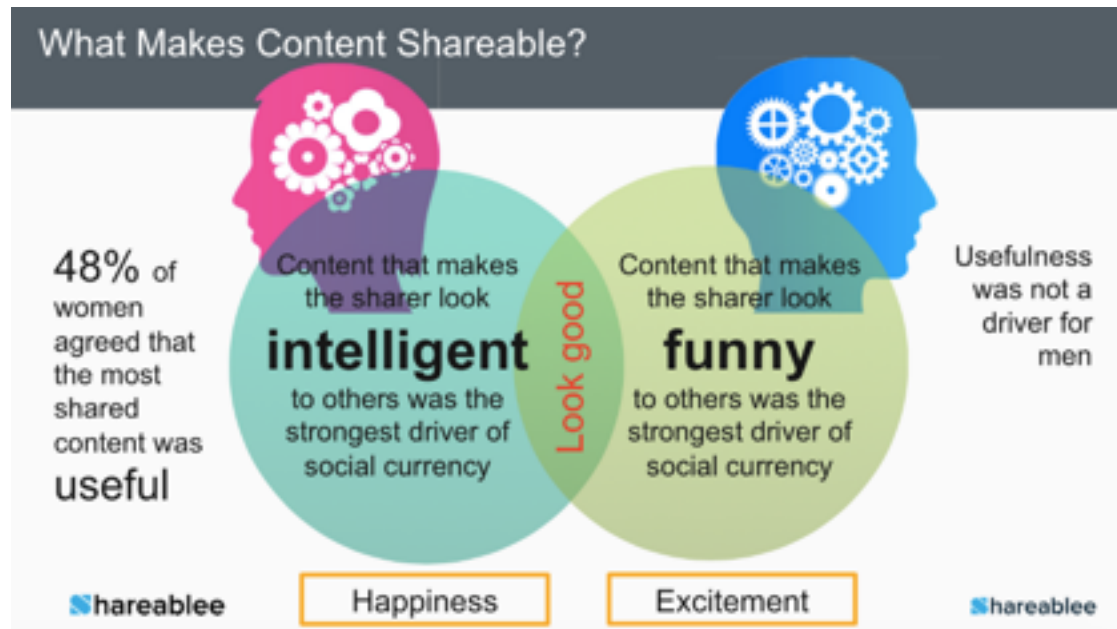 What Makes Content Shareable?
48% of
women
agreed that
the most
shared
content was
useful
Content that makes
the sharer look
intelligent
to others was the
strongest driver of
social currency
Look good
Content that makes
the sharer look
funny
to others was the
strongest driver of
social currency
Usefulness
was not a
driver for
men
Shareablee
Happiness
Excitement
Shareablee